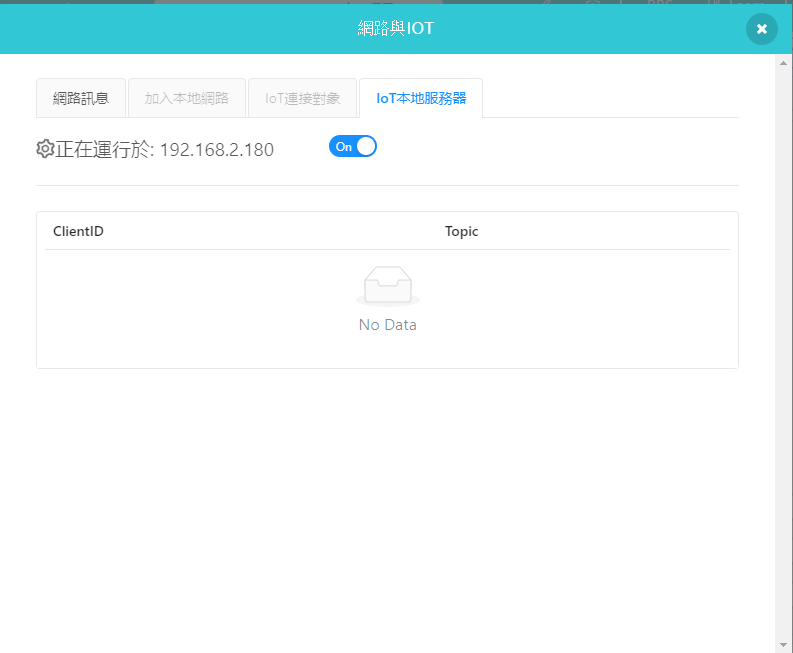 網路與IOT
網路訊息 加入本地網路 IoT連接對象 IoT本地服務器
正在運行於: 192.168.2.180 On
ClientID Topic
No Data